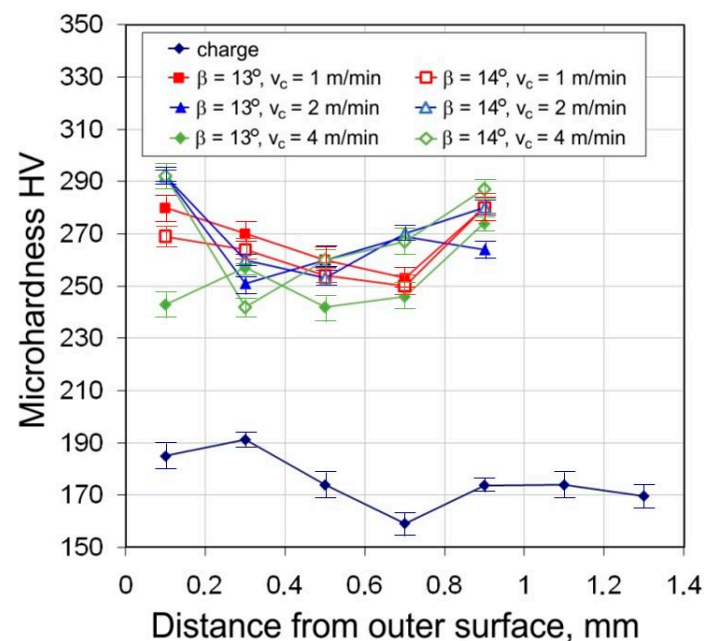 350
330
310
290
270
250
230
210
190
170
150
Microhardness HV
charge
β = 13°, vc = 1 m/min
β = 14°, vc = 1 m/min
β = 13°, vc = 2 m/min
β = 14°, vc = 2 m/min
β = 13°, vc = 4 m/min
β = 14°, vc = 4 m/min
0 0.2 0.4 0.6 0.8 1 1.2 1.4
Distance from outer surface, mm